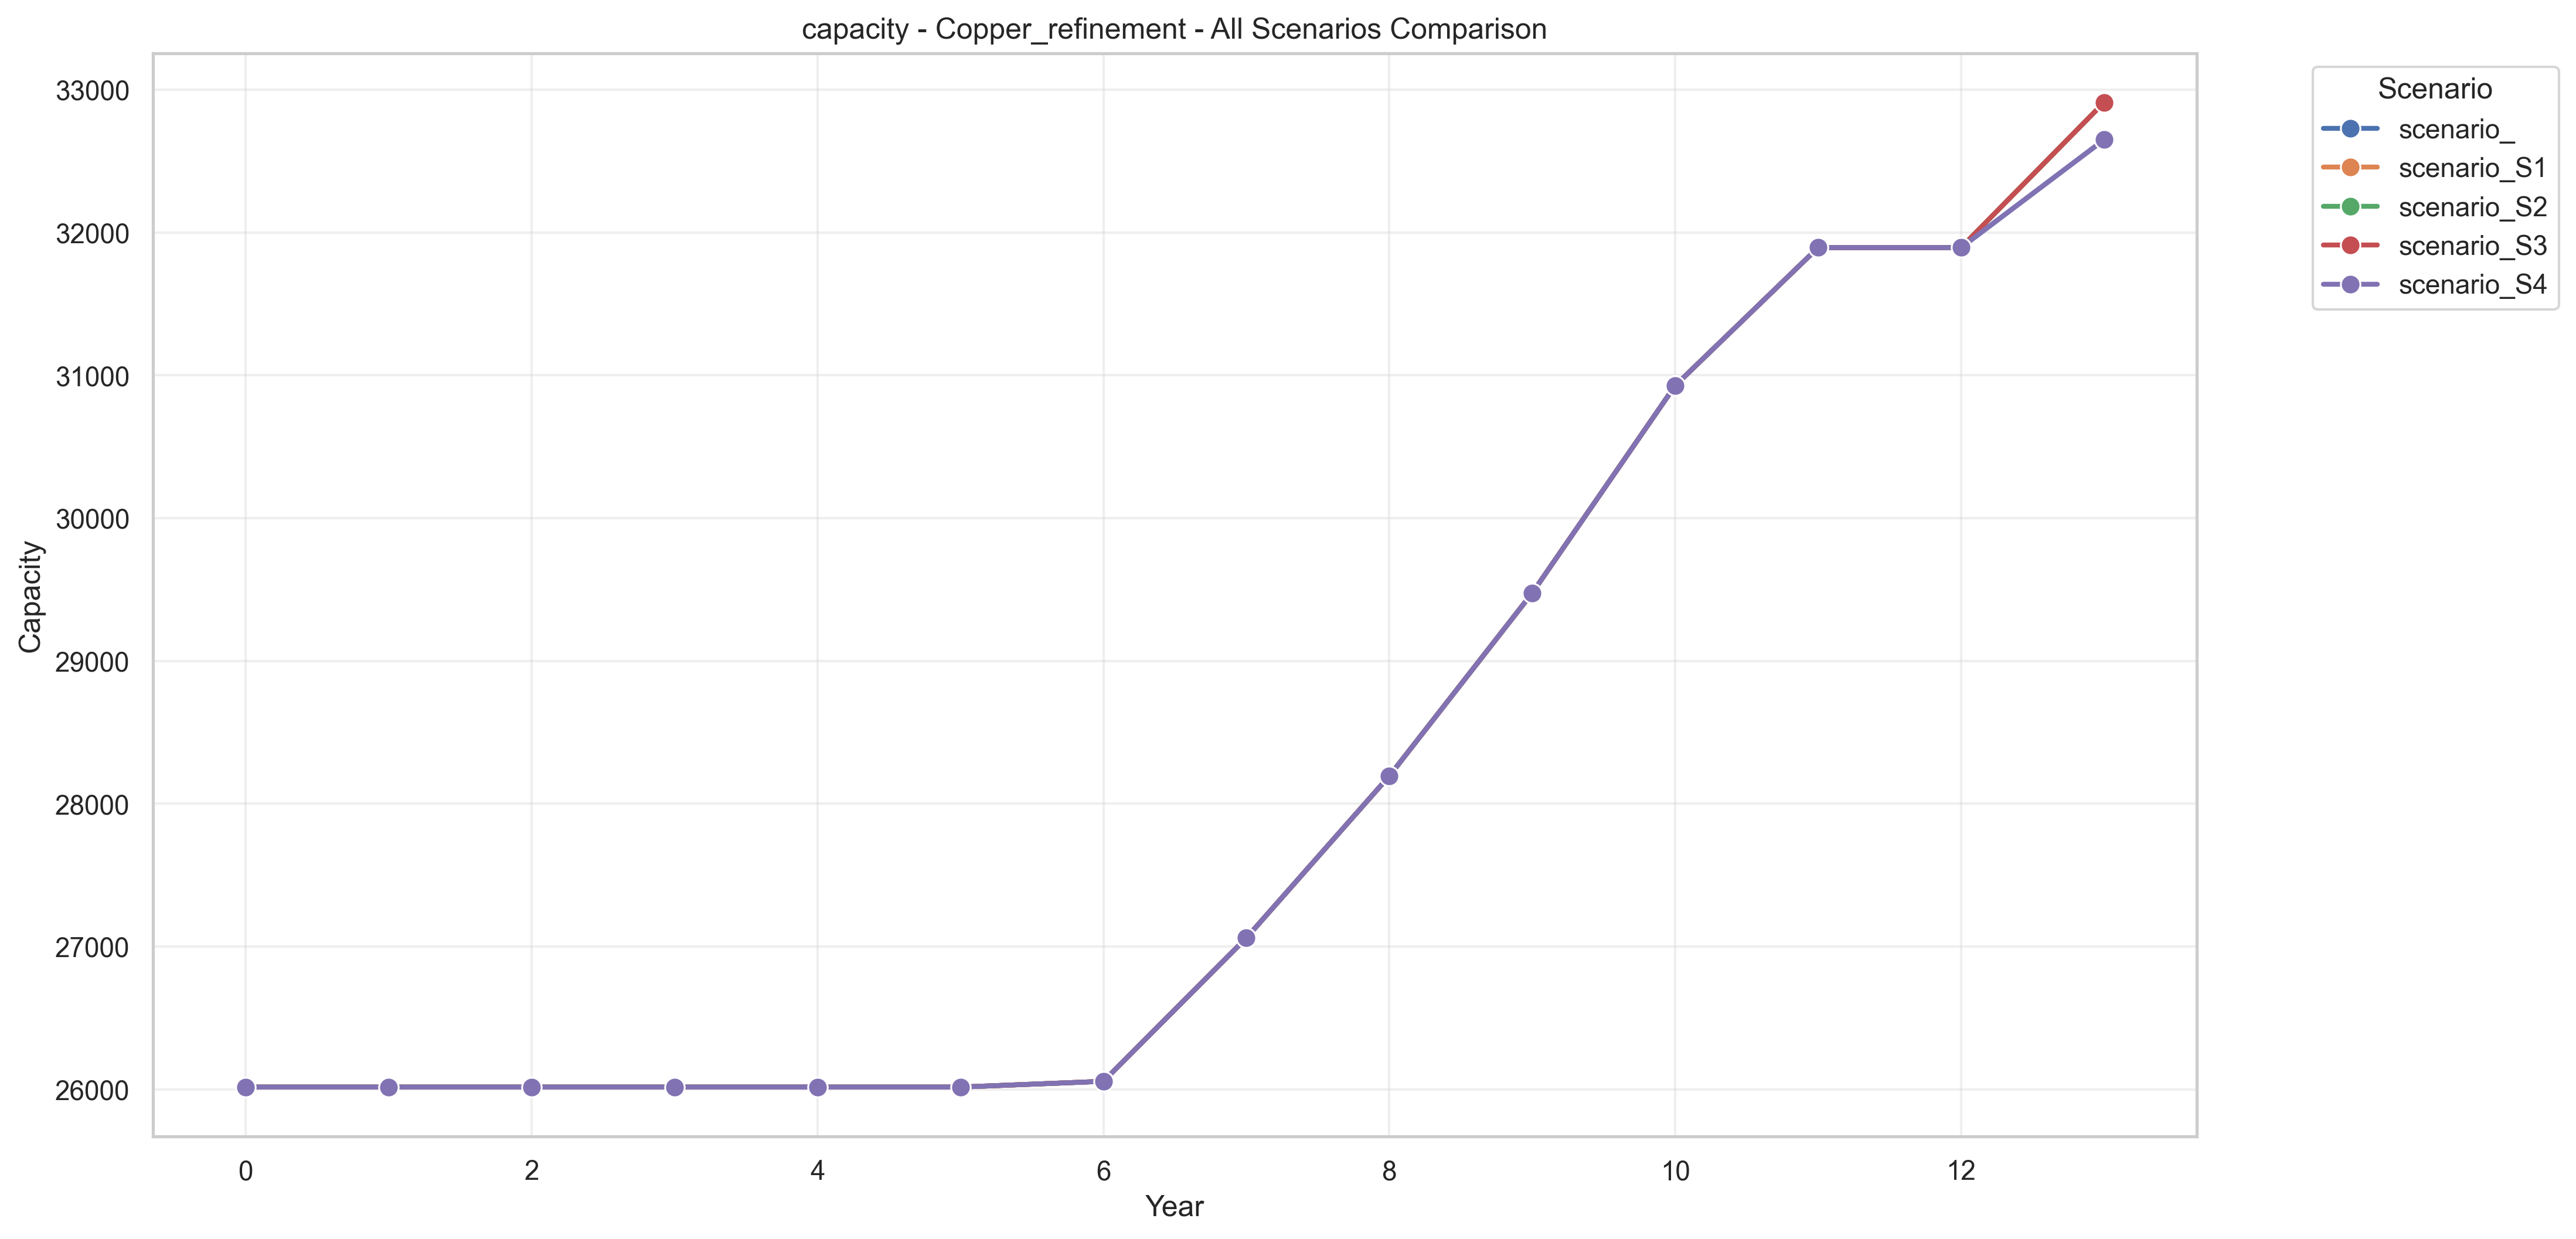 capacity - Copper_refinement - All Scenarios Comparison
33000
32000
31000
30000
29000
28000
27000
26000
Capacity
0
2
4
6
8
10
12
Year
Scenario
scenario_
scenario_S1
scenario_S2
scenario_S3
scenario_S4